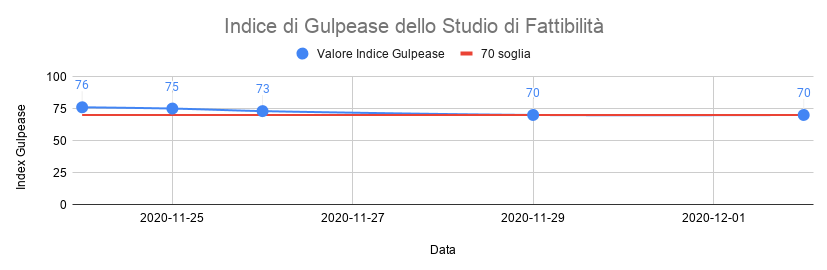 Indice di Gulpease dello Studio di Fattibilità
Valore Indice Gulpease 70 soglia
100
75
50
25
0
Index Gulpease
76 75 73 70 70
2020-11-25 2020-11-27 2020-11-29 2020-12-01
Data